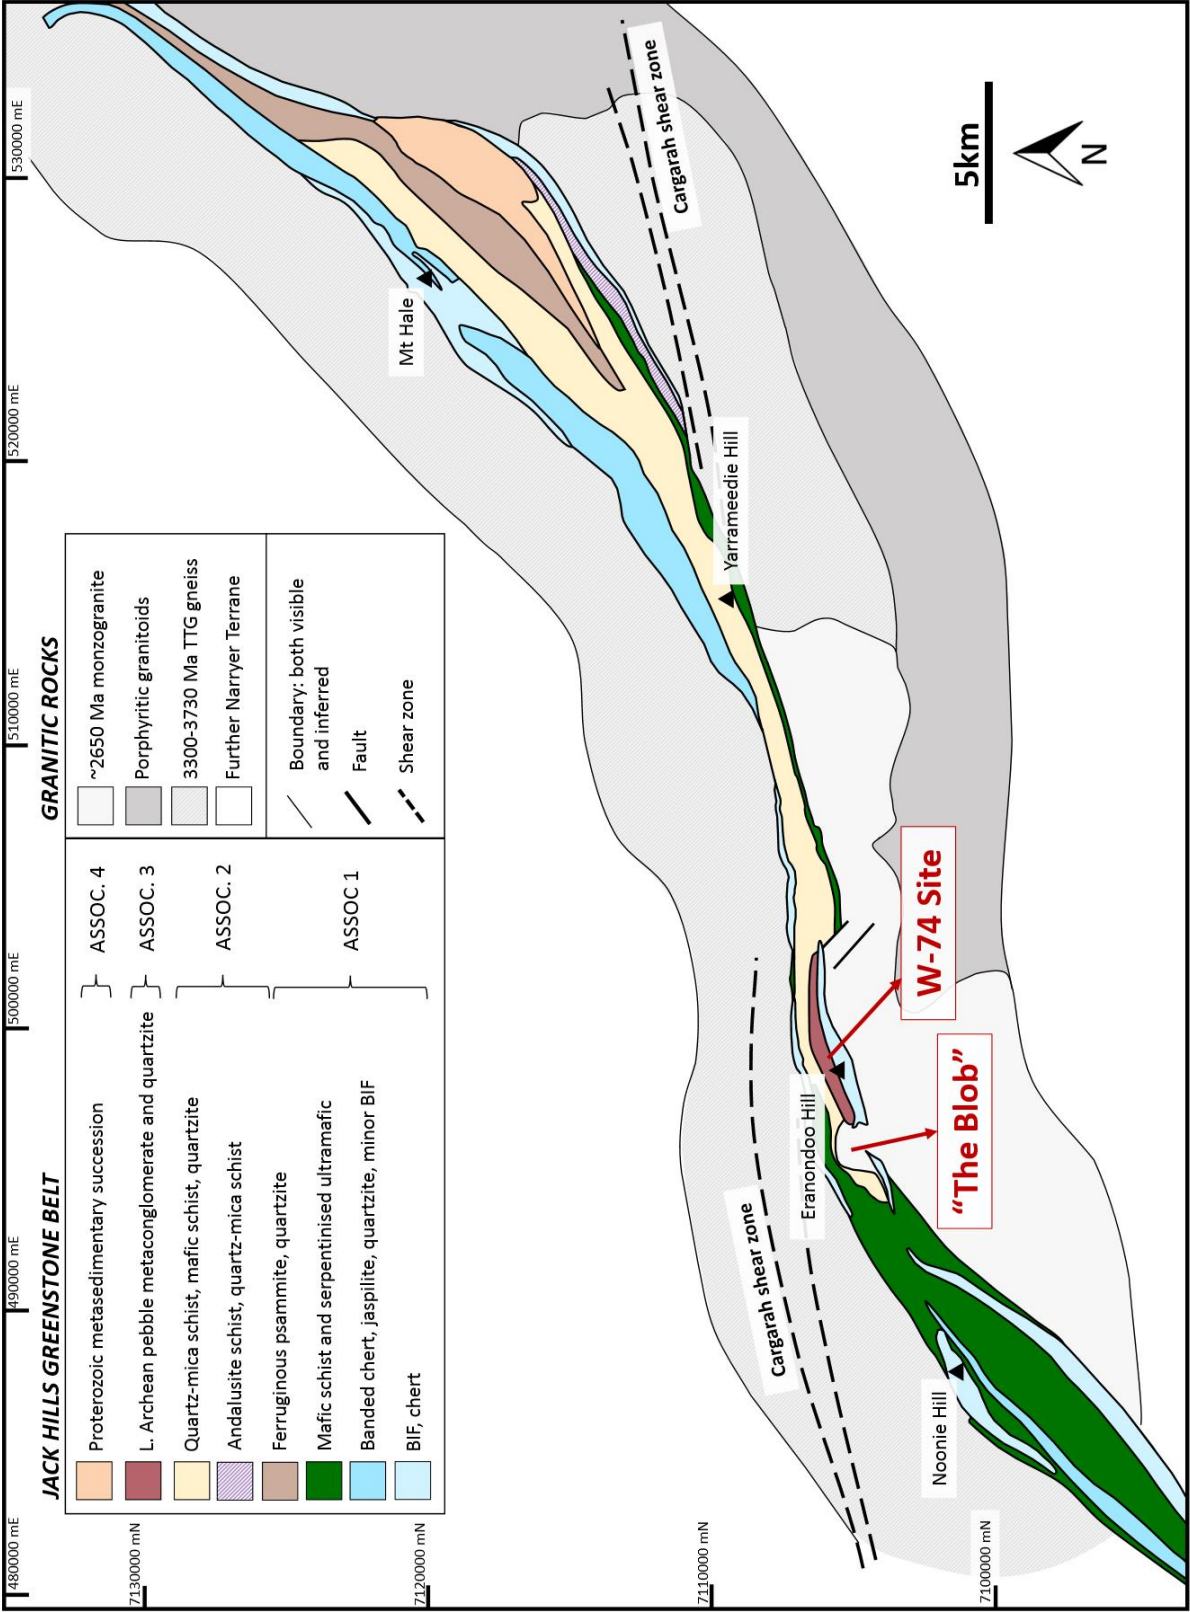 480000 mE
490000 mE
500000 mE
510000 mE
520000 mE
530000 mE
7130000 mN
7120000 mN
7110000 mN
7100000 mN
JACK HILLS GREENSTONE BELT
Proterozoic metasedimentary succession
ASSOC. 4
L. Archean pebble metaconglomerate and quartzite
ASSOC. 3
Quartz-mica schist, mafic schist, quartzite
Andalusite schist, quartz-mica schist
ASSOC. 2
Ferruginous psammite, quartzite
Mafic schist and serpentinised ultramafic
Banded chert, jaspilite, quartzite, minor BIF
BIF, chert
ASSOC 1
GRANITIC ROCKS
~2650 Ma monzogranite
Porphyritic granitoids
3300-3730 Ma TTG gneiss
Further Narryer Terrane
Boundary: both visible
and inferred
Fault
Shear zone
Mt Hale
Cargarah shear zone
Yarrameedie Hill
Cargarah shear zone
Eranondoo Hill
W-74 Site
"The Blob"
Noonie Hill
5km
N